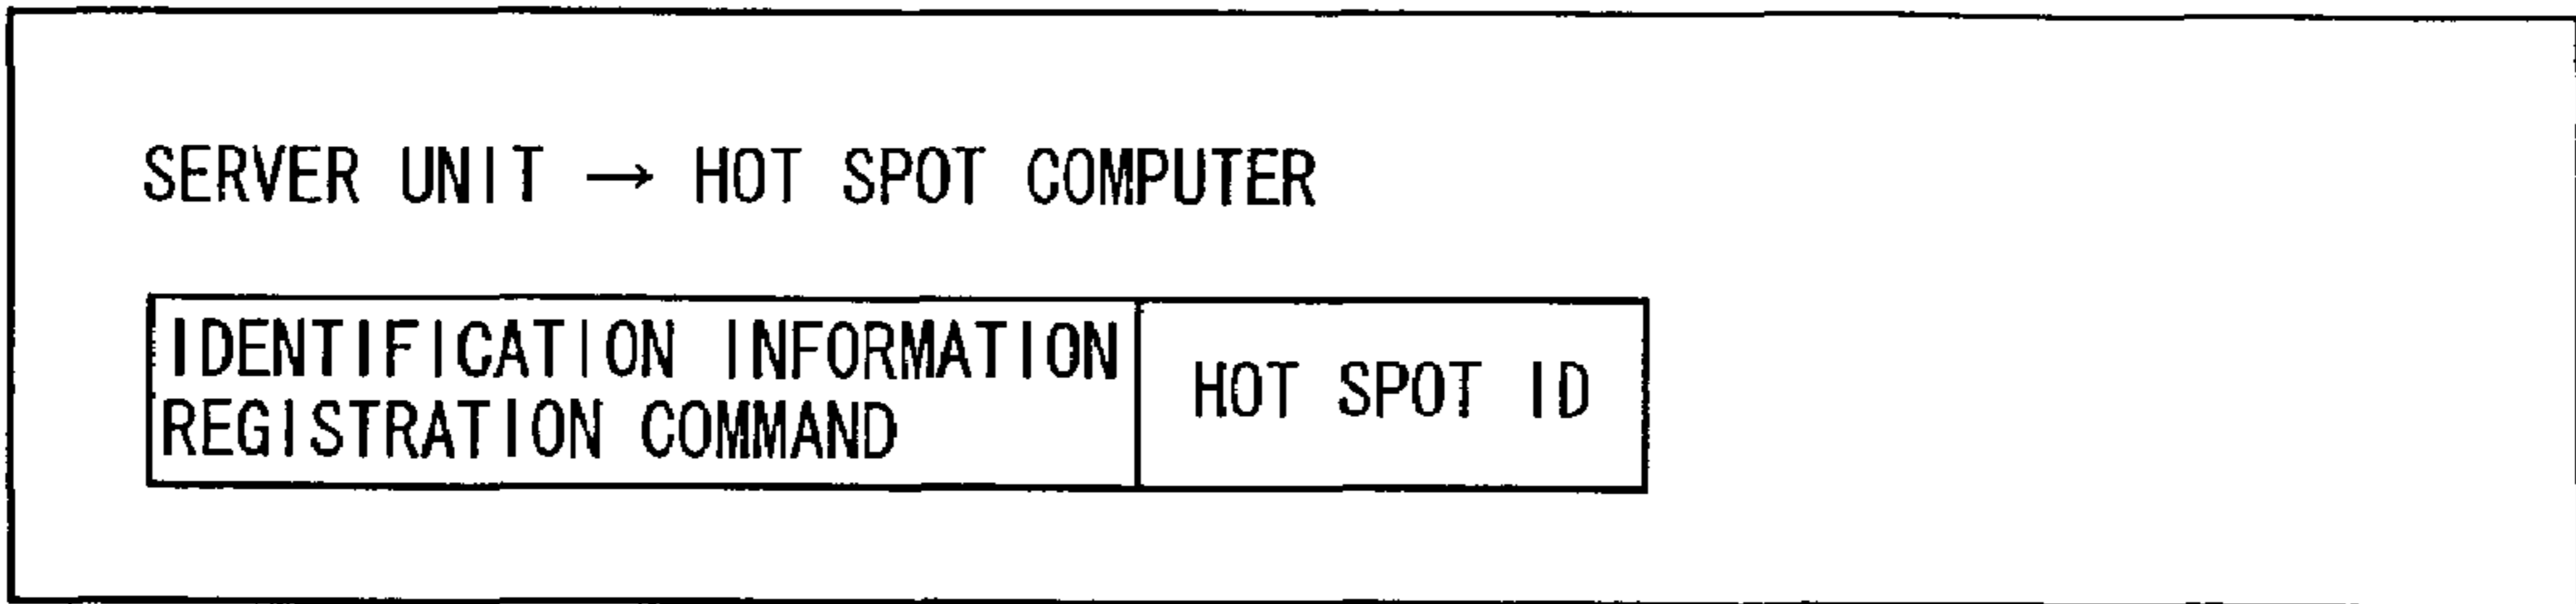 SERVER UNIT → HOT SPOT COMPUTER
IDENTIFICATION INFORMATION
REGISTRATION COMMAND
HOT SPOT ID